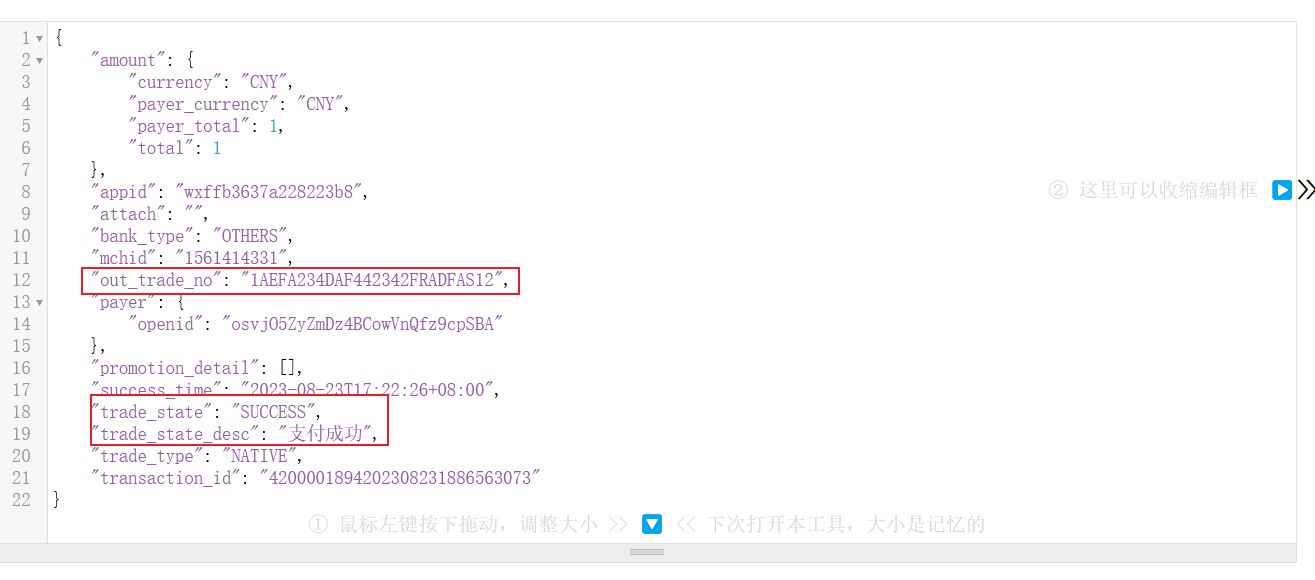 1 {
2 "amount": {
3 "currency": "CNY",
4 "payer_currency": "CNY",
5 "payer_total": 1,
6 "total": 1
7 },
8 "appid": "wxffb3637a228223b8",
② 这里可以收缩编辑框
9 "attach": "",
10 "bank_type": "OTHERS",
11 "mchid": "1561414331",
12 "out_trade_no": "1AEFA234DAF442342FRADFAS12",
13 "payer": {
14 "openid": "osvjO5ZyZmDz4BCowVnQfz9cpSBA"
15 },
16 "promotion_detail": [],
17 "success_time": "2023-08-23T17:22:26+08:00",
18 "trade_state": "SUCCESS",
19 "trade_state_desc": "支付成功",
20 "trade_type": "NATIVE",
21 "transaction_id": "4200001894202308231886563073"
22 }
① 鼠标左键按下拖动，调整大小 >> << 下次打开本工具，大小是记忆的